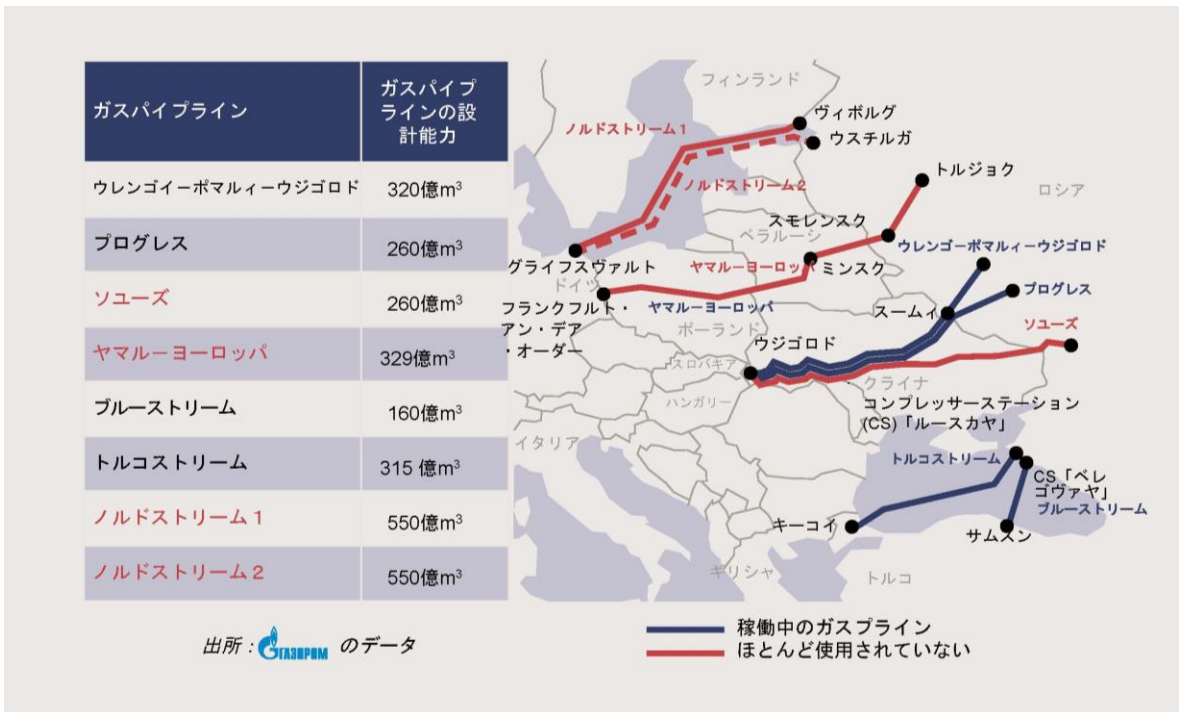 ガスパイプライン
ガスパイプ
ラインの設
計能力
ウレンゴイーポマルィーウジゴロド
320億m³
プログレス
260億m³
ソユーズ
260億m³
ヤマルーヨーロッパ
329億m³
ブルーストリーム
160億m³
トルコストリーム
315 億m³
ノルドストリーム1
550億m³
ノルドストリーム2
550億m³
出所:ГАЗПРОМ のデータ
フィンランド
ヴィボルグ
ノルドストリーム1
ウスチルガ
トルジョク
ノルドストリーム2
ロシア
スモレンスク
ベラルーシ
ウレンゴーポマルィーウジゴロド
グライフスヴァルト
ヤマルーヨーロッパ
ミンスク
ドイツ
プログレス
フランクフルト・
アン・デア
・オーダー
ヤマルーヨーロッパ
スームィ
ポーランド
ソユーズ
ウジゴロド
スロバキア
クライナ
ハンガリー
コンプレッサーステーション
(CS)「ルースカヤ」
イタリア
トルコストリーム
CS「ベレ
ゴヴァヤ」
ブルーストリーム
キーコイ
サムスン
ギリシャ
トルコ
稼働中のガスプライン
ほとんど使用されていない